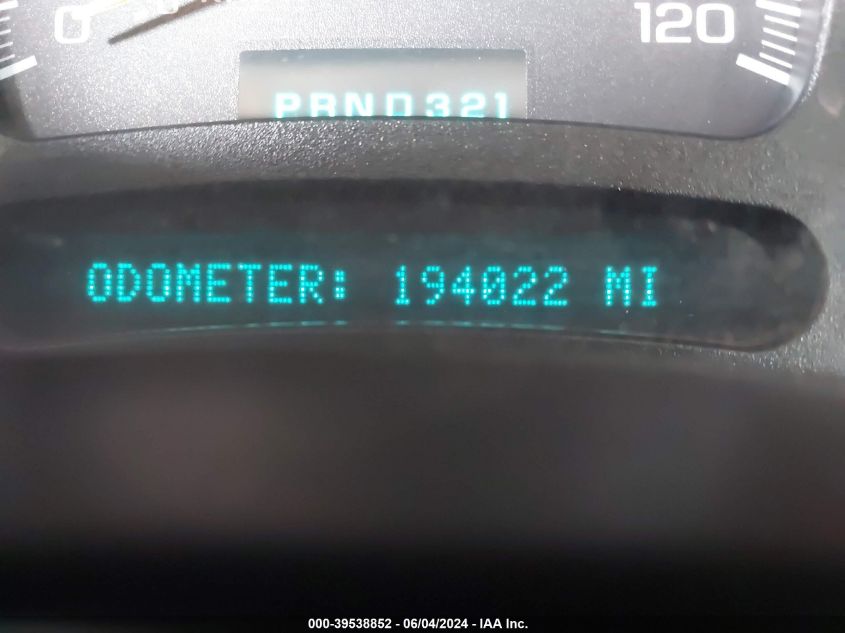 0 120
PRND321
ODOMETER: 194022 MI
000-39538852 - 06/04/2024 - IAA Inc.